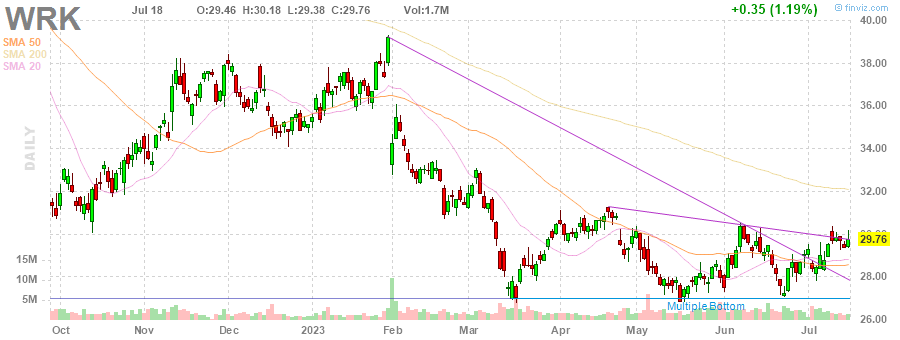 WRK
Jul 18 O:29.46 H:30.18 L:29.38 C:29.76 Vol:1.7M +0.35 (1.19%) © finviz.com
SMA 50
SMA 200
SMA 20
DAILY
40.00
38.00
36.00
34.00
32.00
30.00
29.76
28.00
26.00
15M
10M
5M
Multiple Bottom
Oct Nov Dec 2023 Feb Mar Apr May Jun Jul